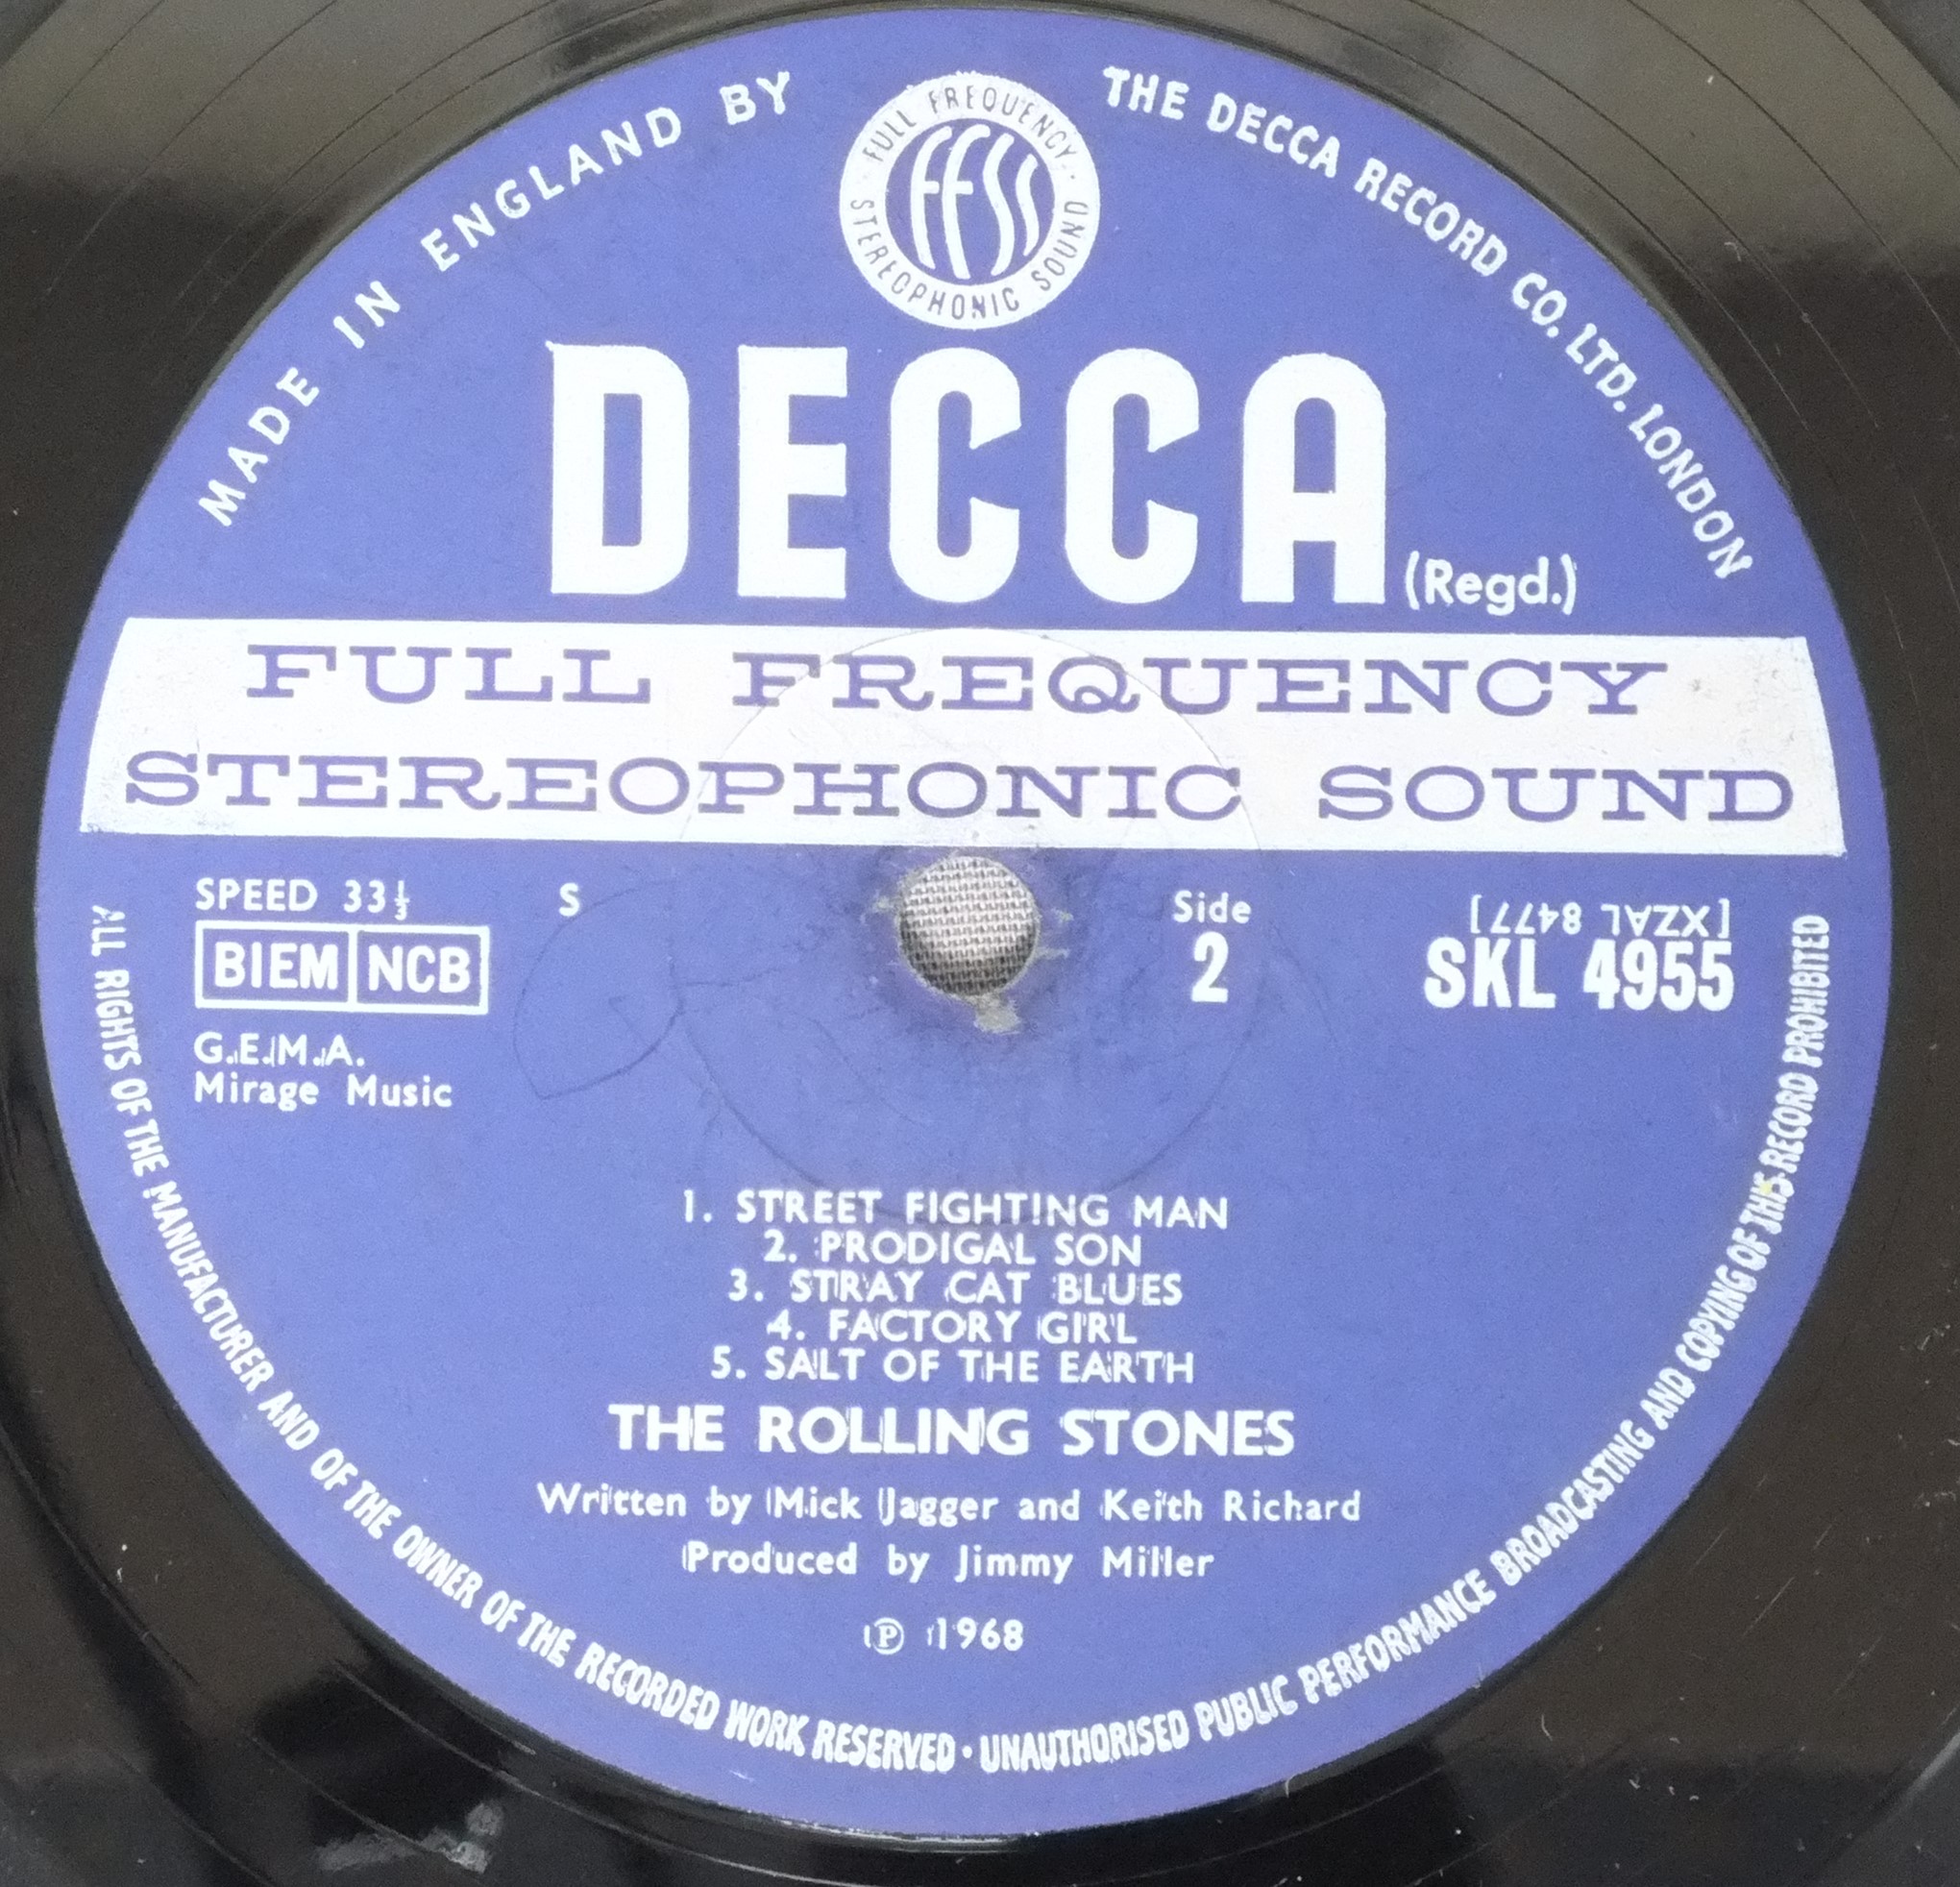 MADE IN ENGLAND BY
THE DECCA RECORD CO. LTD. LONDON
FULL FREQUENCY
ffss
STEREOPHONIC SOUND
DECCA
(Regd.)
FULL FREQUENCY
STEREOPHONIC SOUND
SPEED 33⅓
S
Side
2
[XZAL 8477]
SKL 4955
BIEM NCB
G.E.M.A.
Mirage Music
1. STREET FIGHTING MAN
2. PRODIGAL SON
3. STRAY CAT BLUES
4. FACTORY GIRL
5. SALT OF THE EARTH
THE ROLLING STONES
Written by Mick Jagger and Keith Richard
Produced by Jimmy Miller
℗ 1968
ALL RIGHTS OF THE MANUFACTURER AND OF THE OWNER OF THE RECORDED WORK RESERVED · UNAUTHORISED PUBLIC PERFORMANCE BROADCASTING AND COPYING OF THIS RECORD PROHIBITED